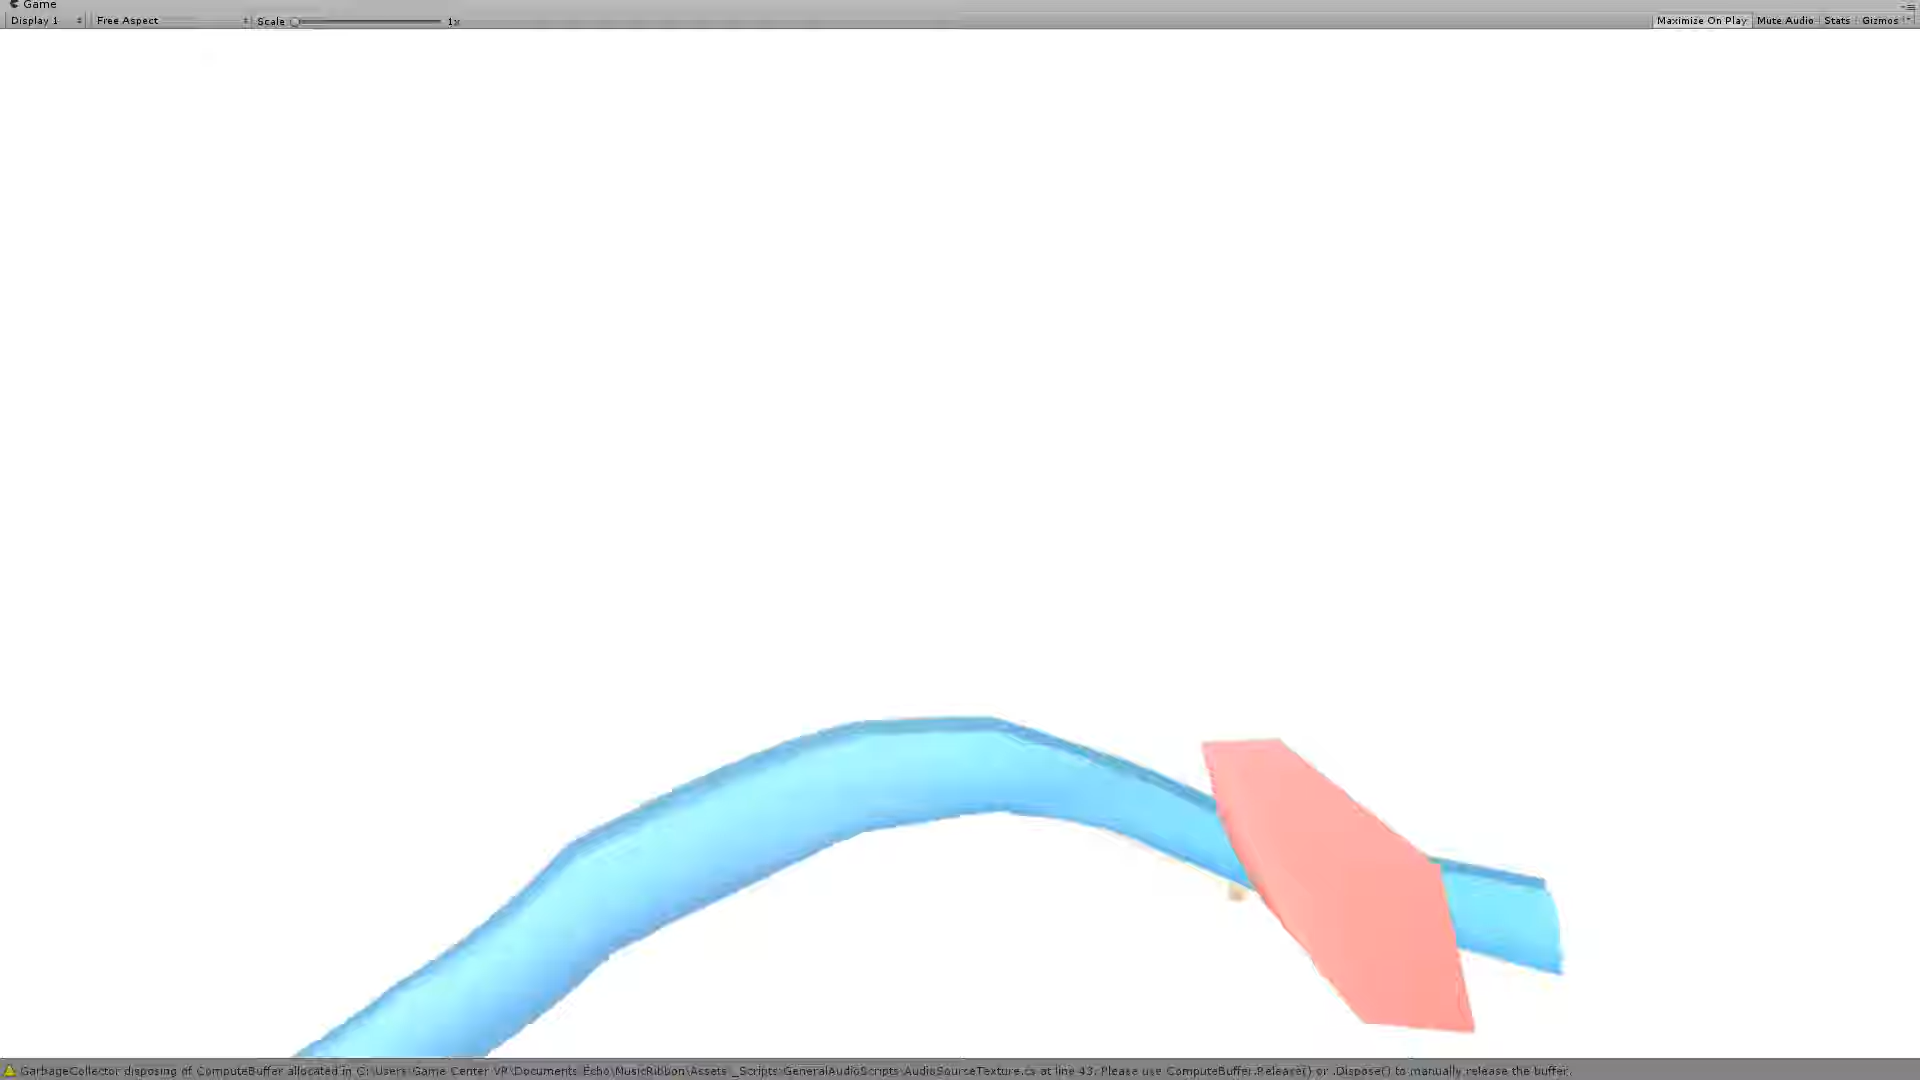 Game
Display 1 Free Aspect Scale 1x Maximize On Play Mute Audio Stats Gizmos
GarbageCollector disposing of ComputeBuffer allocated in C:\Users\Game Center VR\Documents\Echo\MusicRibbon\Assets\_Scripts\GeneralAudioScripts\AudioSourceTexture.cs at line 43. Please use ComputeBuffer.Release() or .Dispose() to manually release the buffer.